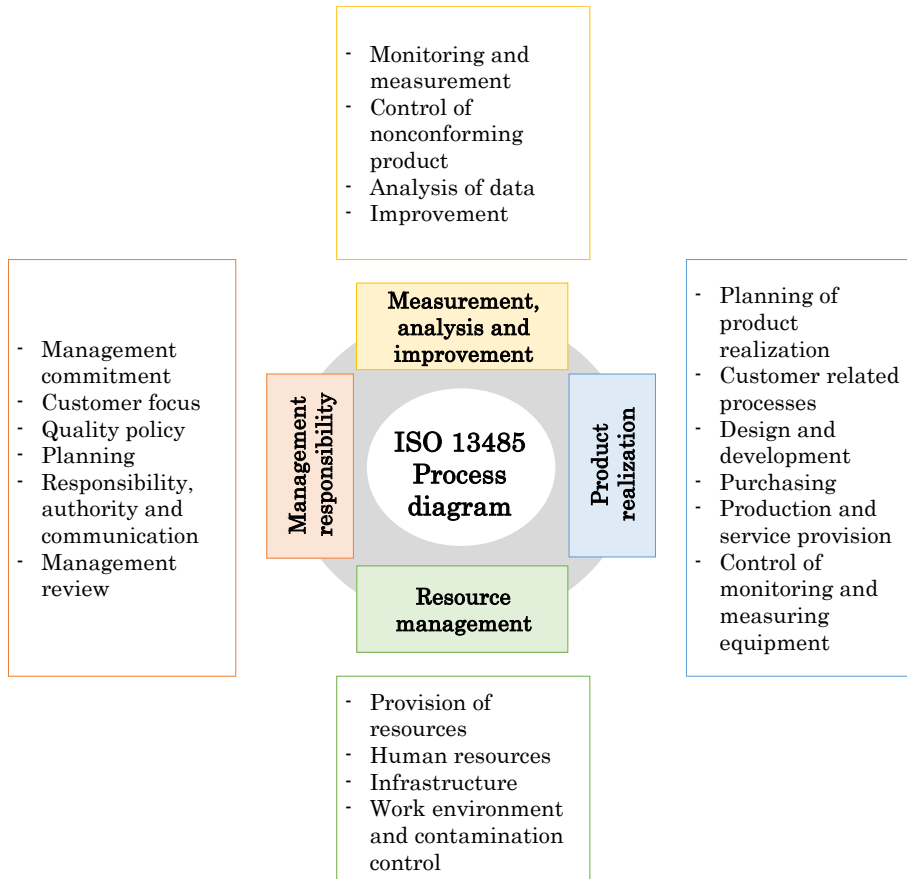 - Monitoring and
measurement
- Control of
nonconforming
product
- Analysis of data
- Improvement
- Management
commitment
- Customer focus
- Quality policy
- Planning
- Responsibility,
authority and
communication
- Management
review
Measurement,
analysis and
improvement
Management
responsibility
ISO 13485
Process
diagram
Product
realization
Resource
management
- Planning of
product
realization
- Customer related
processes
- Design and
development
- Purchasing
- Production and
service provision
- Control of
monitoring and
measuring
equipment
- Provision of
resources
- Human resources
- Infrastructure
- Work environment
and contamination
control